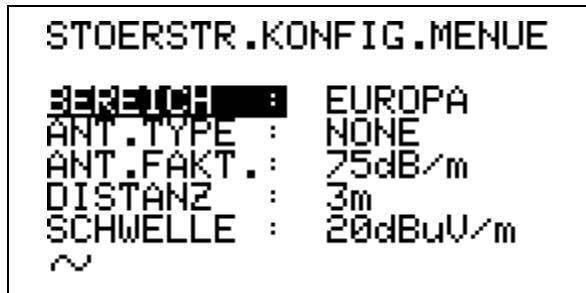 STOERSTR.KONFIG.MENUE
BEREICH : EUROPA
ANT.TYPE : NONE
ANT.FAKT.: 75dB/m
DISTANZ : 3m
SCHWELLE : 20dBuV/m
~